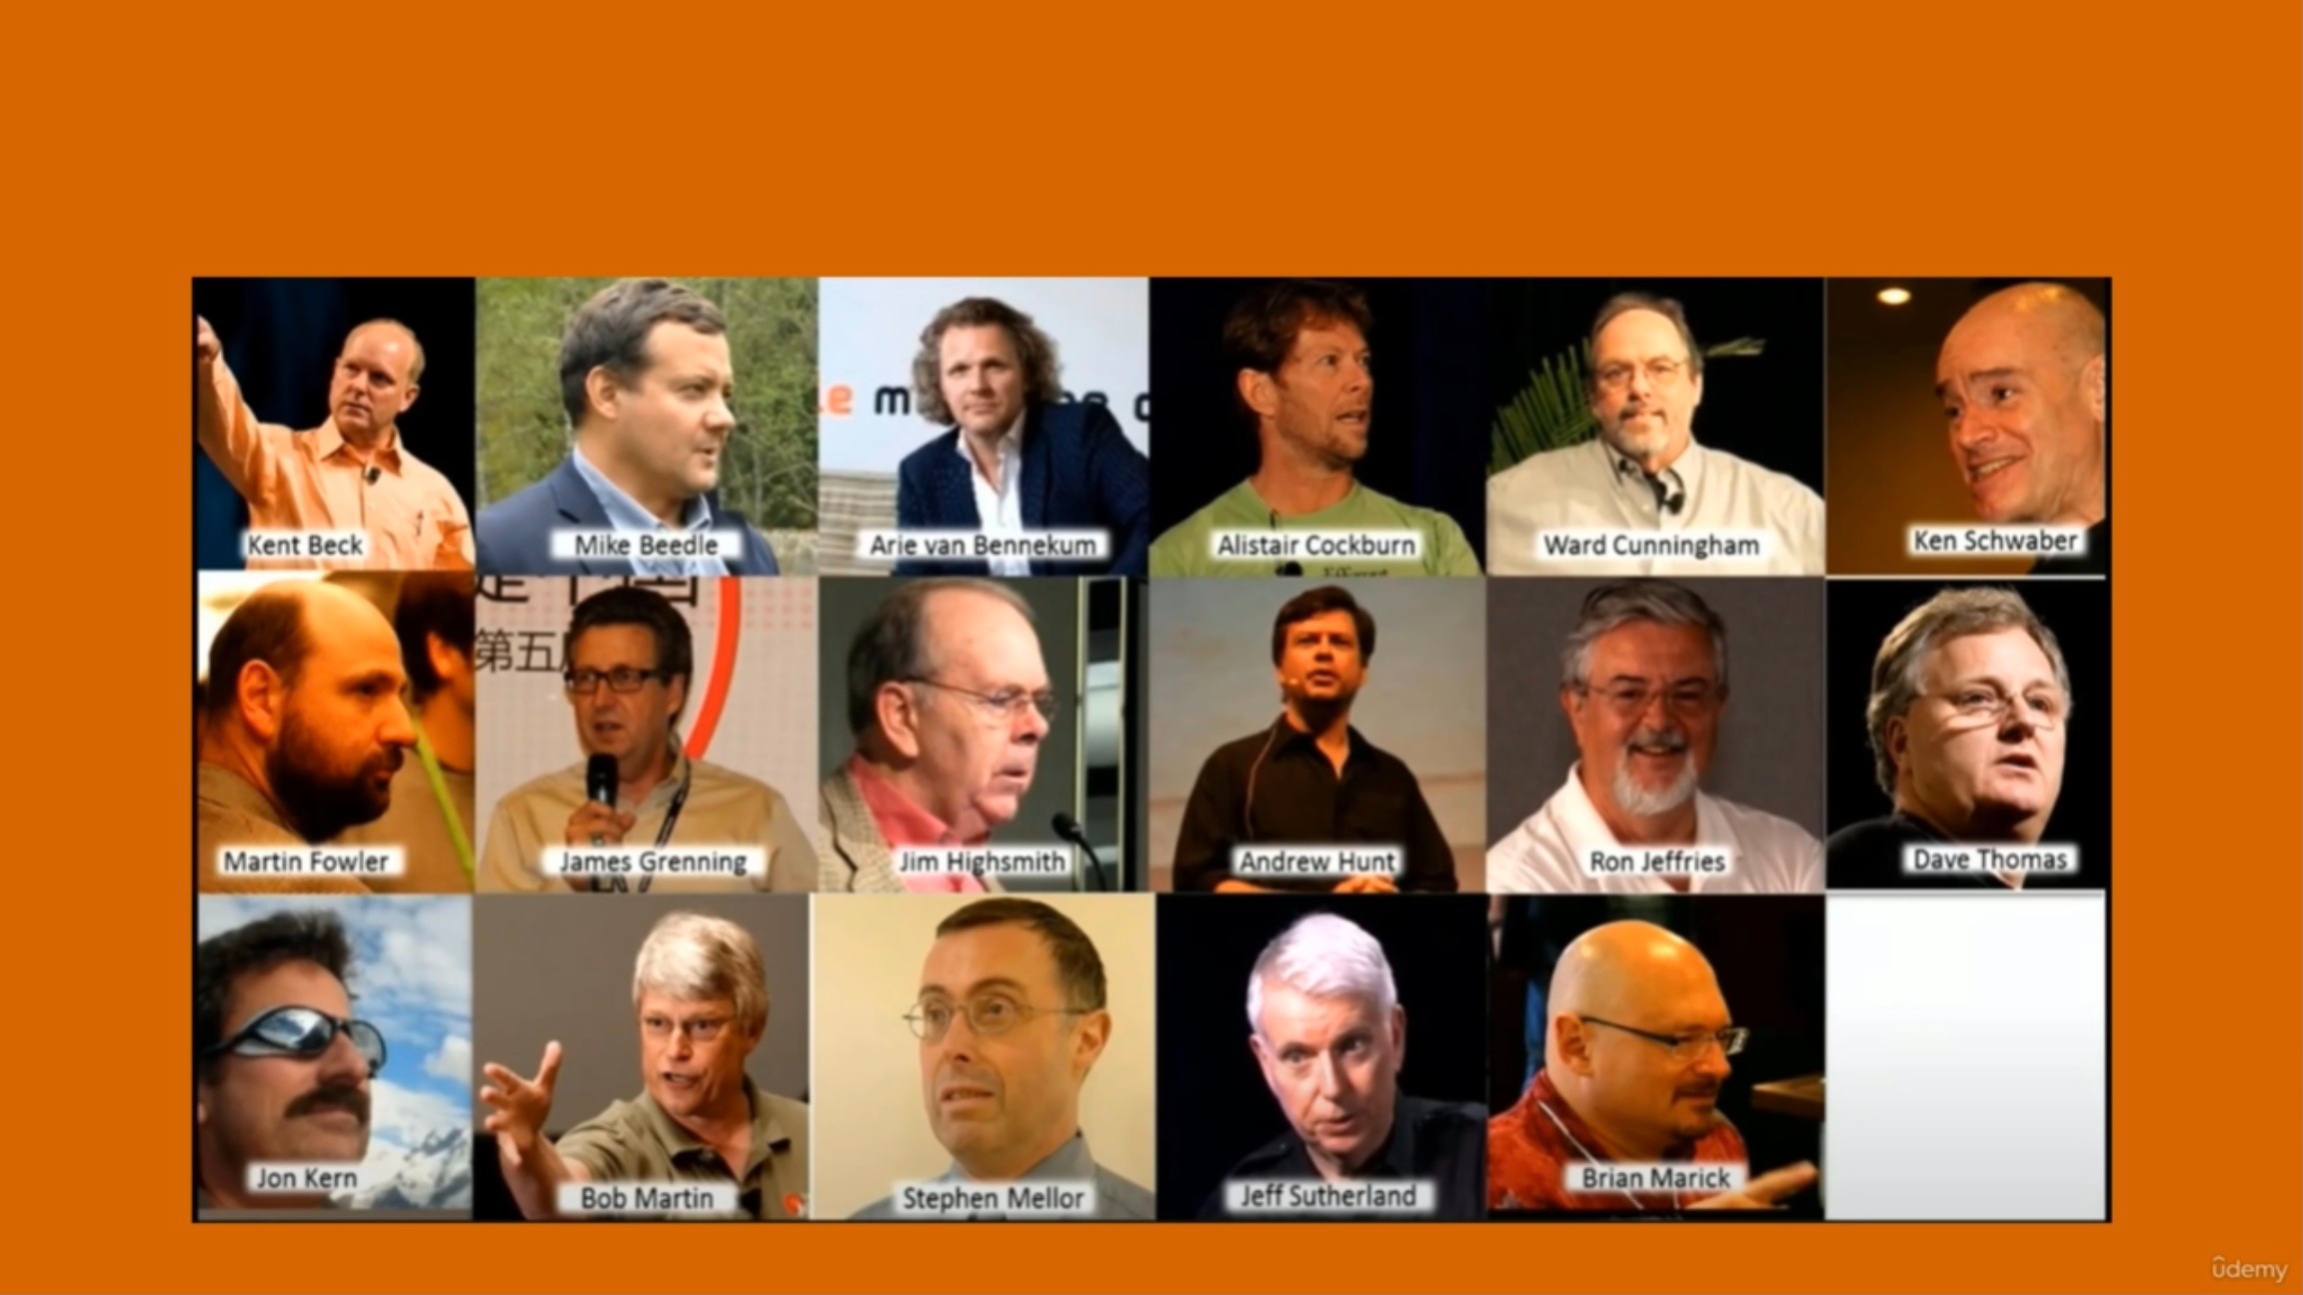 Kent Beck
Mike Beedle
Arie van Bennekum
Alistair Cockburn
Ward Cunningham
Ken Schwaber
第五
Martin Fowler
James Grenning
Jim Highsmith
Andrew Hunt
Ron Jeffries
Dave Thomas
Jon Kern
Bob Martin
Stephen Mellor
Jeff Sutherland
Brian Marick
udemy